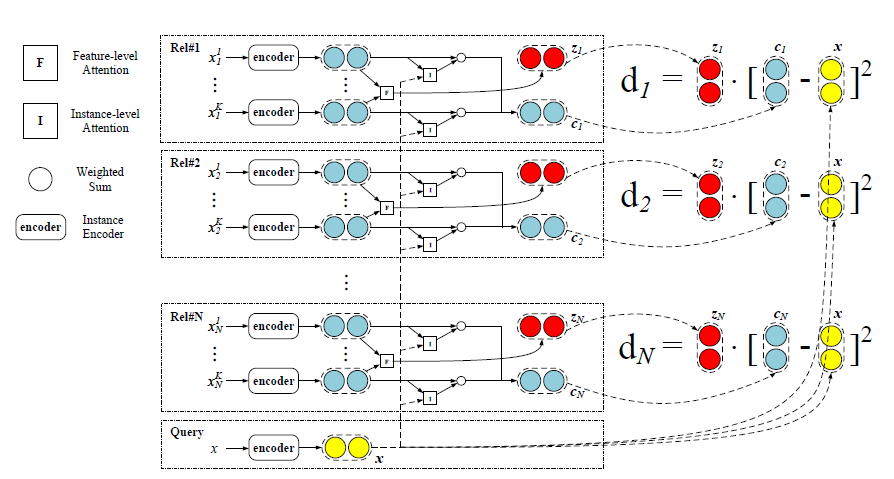 F
Feature-level
Attention
I
Instance-level
Attention
Weighted
Sum
encoder
Instance
Encoder
Rel#1
x_1^1
encoder
⋮
⋮
x_1^K
encoder
F
I
I
z_1
c_1
d_1 = z_1 · [ c_1 - x ]^2
Rel#2
x_2^1
encoder
⋮
⋮
x_2^K
encoder
F
I
I
c_2
d_2 = z_2 · [ c_2 - x ]^2
⋮
Rel#N
x_N^1
encoder
⋮
⋮
x_N^K
encoder
F
I
I
z_N
c_N
d_N = z_N · [ c_N - x ]^2
Query
x
encoder
x